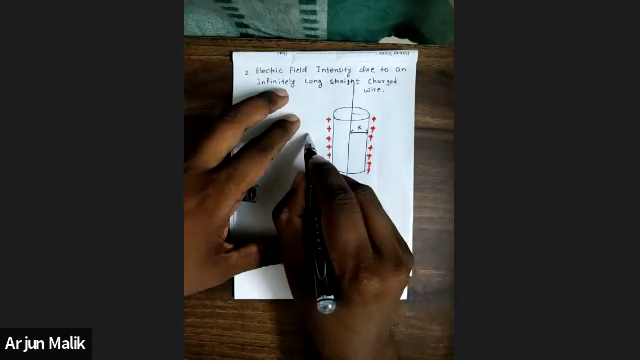 2. Electric Field Intensity due to an
Infinitely Long Straight Charged
Wire.
R
Arjun Malik